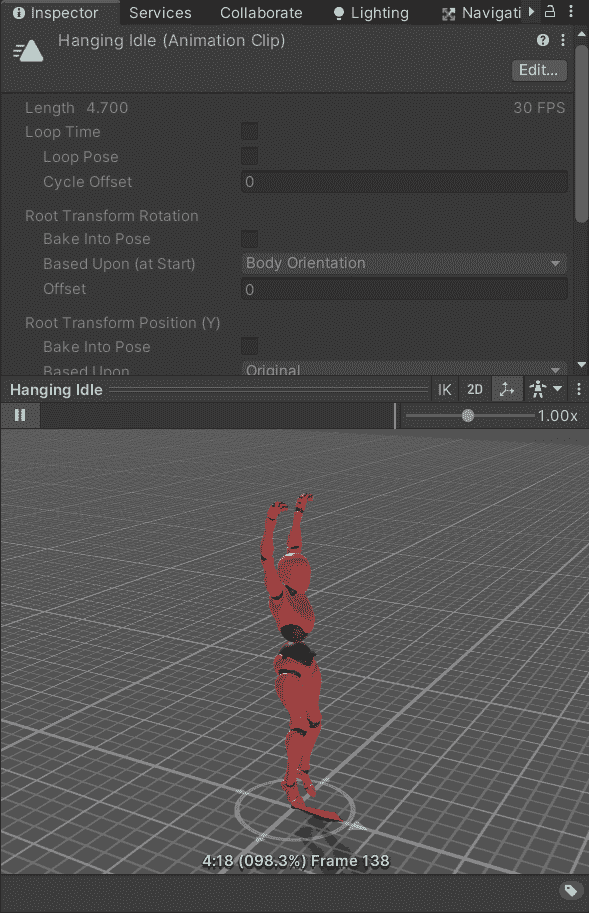 Inspector Services Collaborate Lighting Navigati
Hanging Idle (Animation Clip)
Edit...
Length 4.700 30 FPS
Loop Time
Loop Pose
Cycle Offset 0
Root Transform Rotation
Bake Into Pose
Based Upon (at Start) Body Orientation
Offset 0
Root Transform Position (Y)
Bake Into Pose
Based Upon Original
Hanging Idle IK 2D
1.00x
4:18 (098.3%) Frame 138